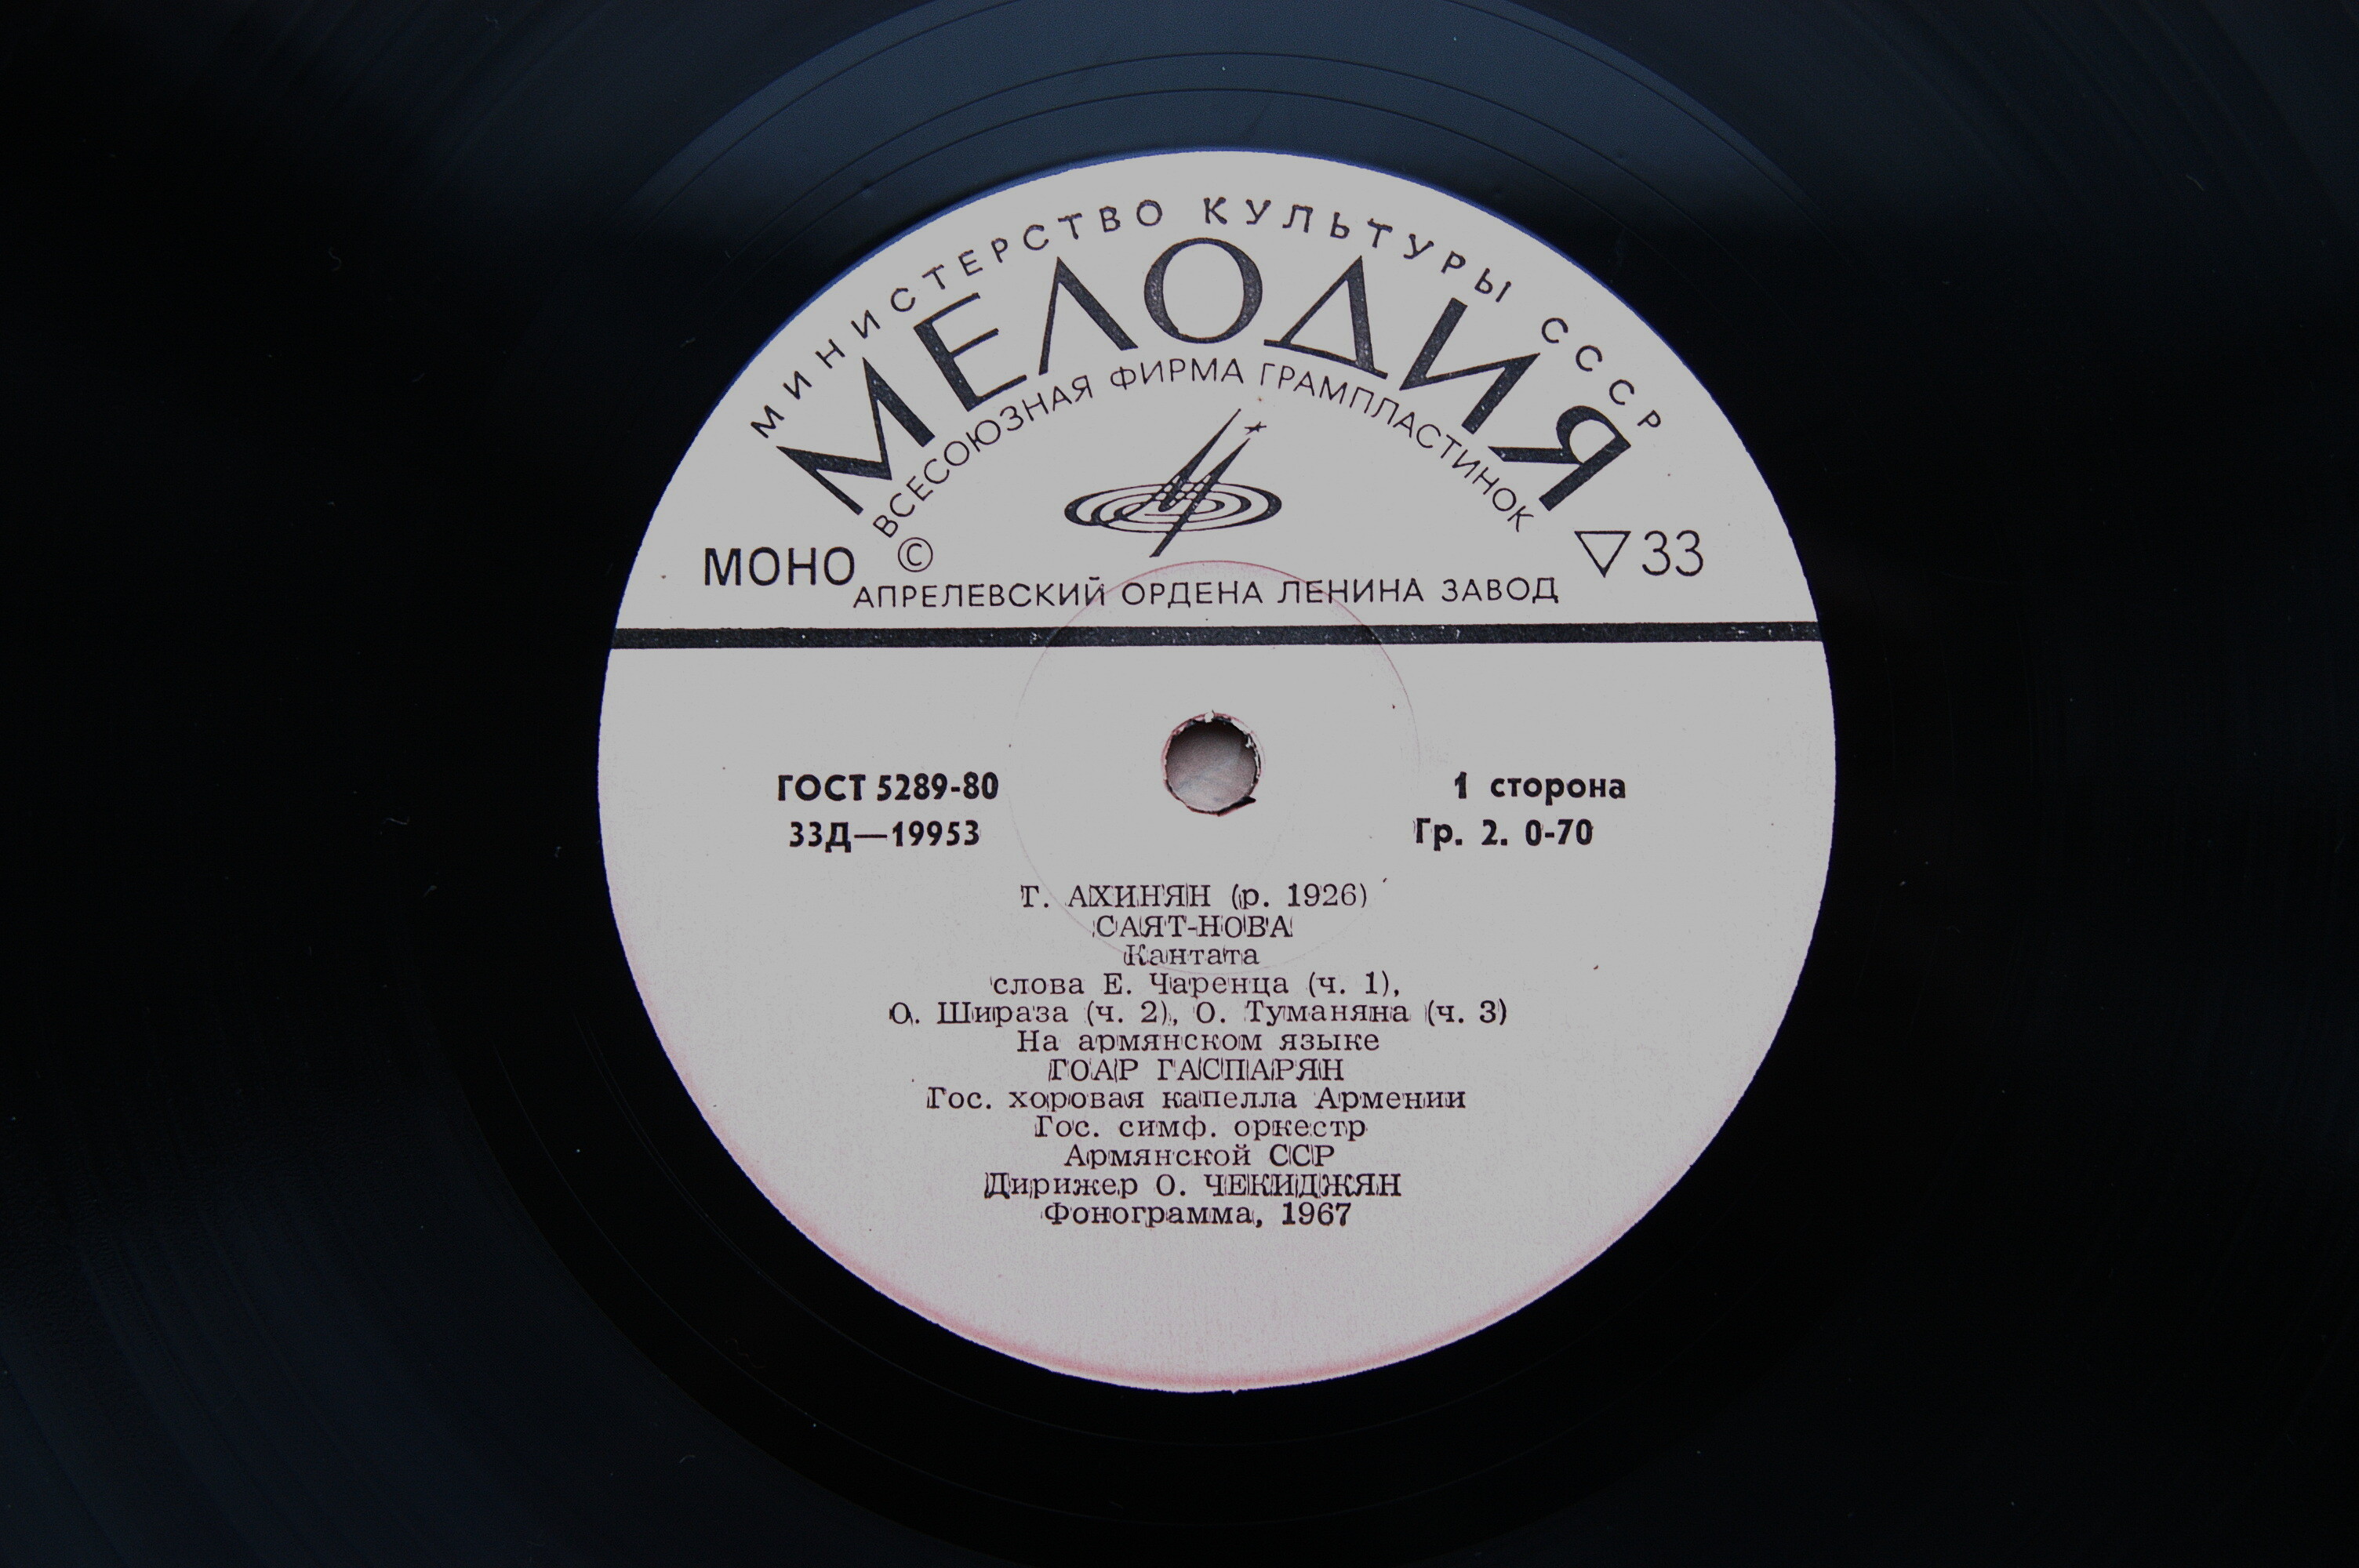 МИНИСТЕРСТВО КУЛЬТУРЫ СССР
МЕЛОДИЯ
ВСЕСОЮЗНАЯ ФИРМА ГРАМПЛАСТИНОК
МОНО © ▽33
АПРЕЛЕВСКИЙ ОРДЕНА ЛЕНИНА ЗАВОД
ГОСТ 5289-80 1 сторона
33Д—19953 Гр. 2. 0-70
Т. АХИНЯН (р. 1926)
САЯТ-НОВА
Кантата
слова Е. Чаренца (ч. 1),
О. Шираза (ч. 2), О. Туманяна (ч. 3)
На армянском языке
ГОАР ГАСПАРЯН
Гос. хоровая капелла Армении
Гос. симф. оркестр
Армянской ССР
Дирижер О. ЧЕКИДЖЯН
Фонограмма, 1967